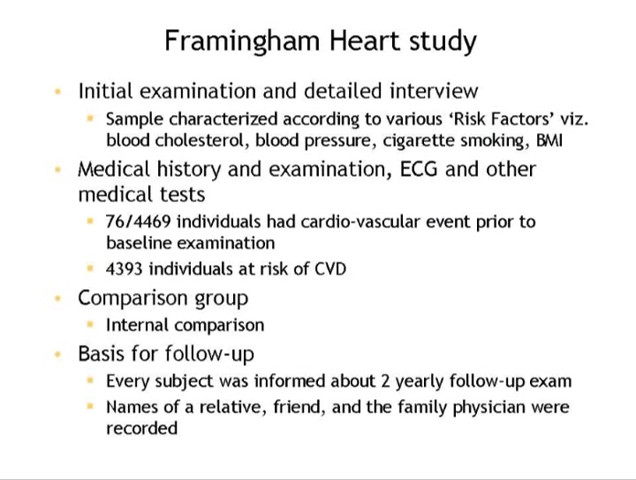 Framingham Heart study
Initial examination and detailed interview
Sample characterized according to various ‘Risk Factors’ viz.
blood cholesterol, blood pressure, cigarette smoking, BMI
Medical history and examination, ECG and other
medical tests
76/4469 individuals had cardio-vascular event prior to
baseline examination
4393 individuals at risk of CVD
Comparison group
Internal comparison
Basis for follow-up
Every subject was informed about 2 yearly follow-up exam
Names of a relative, friend, and the family physician were
recorded